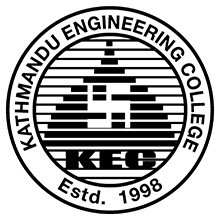 KATHMANDU ENGINEERING COLLEGE
KEC
Estd. 1998